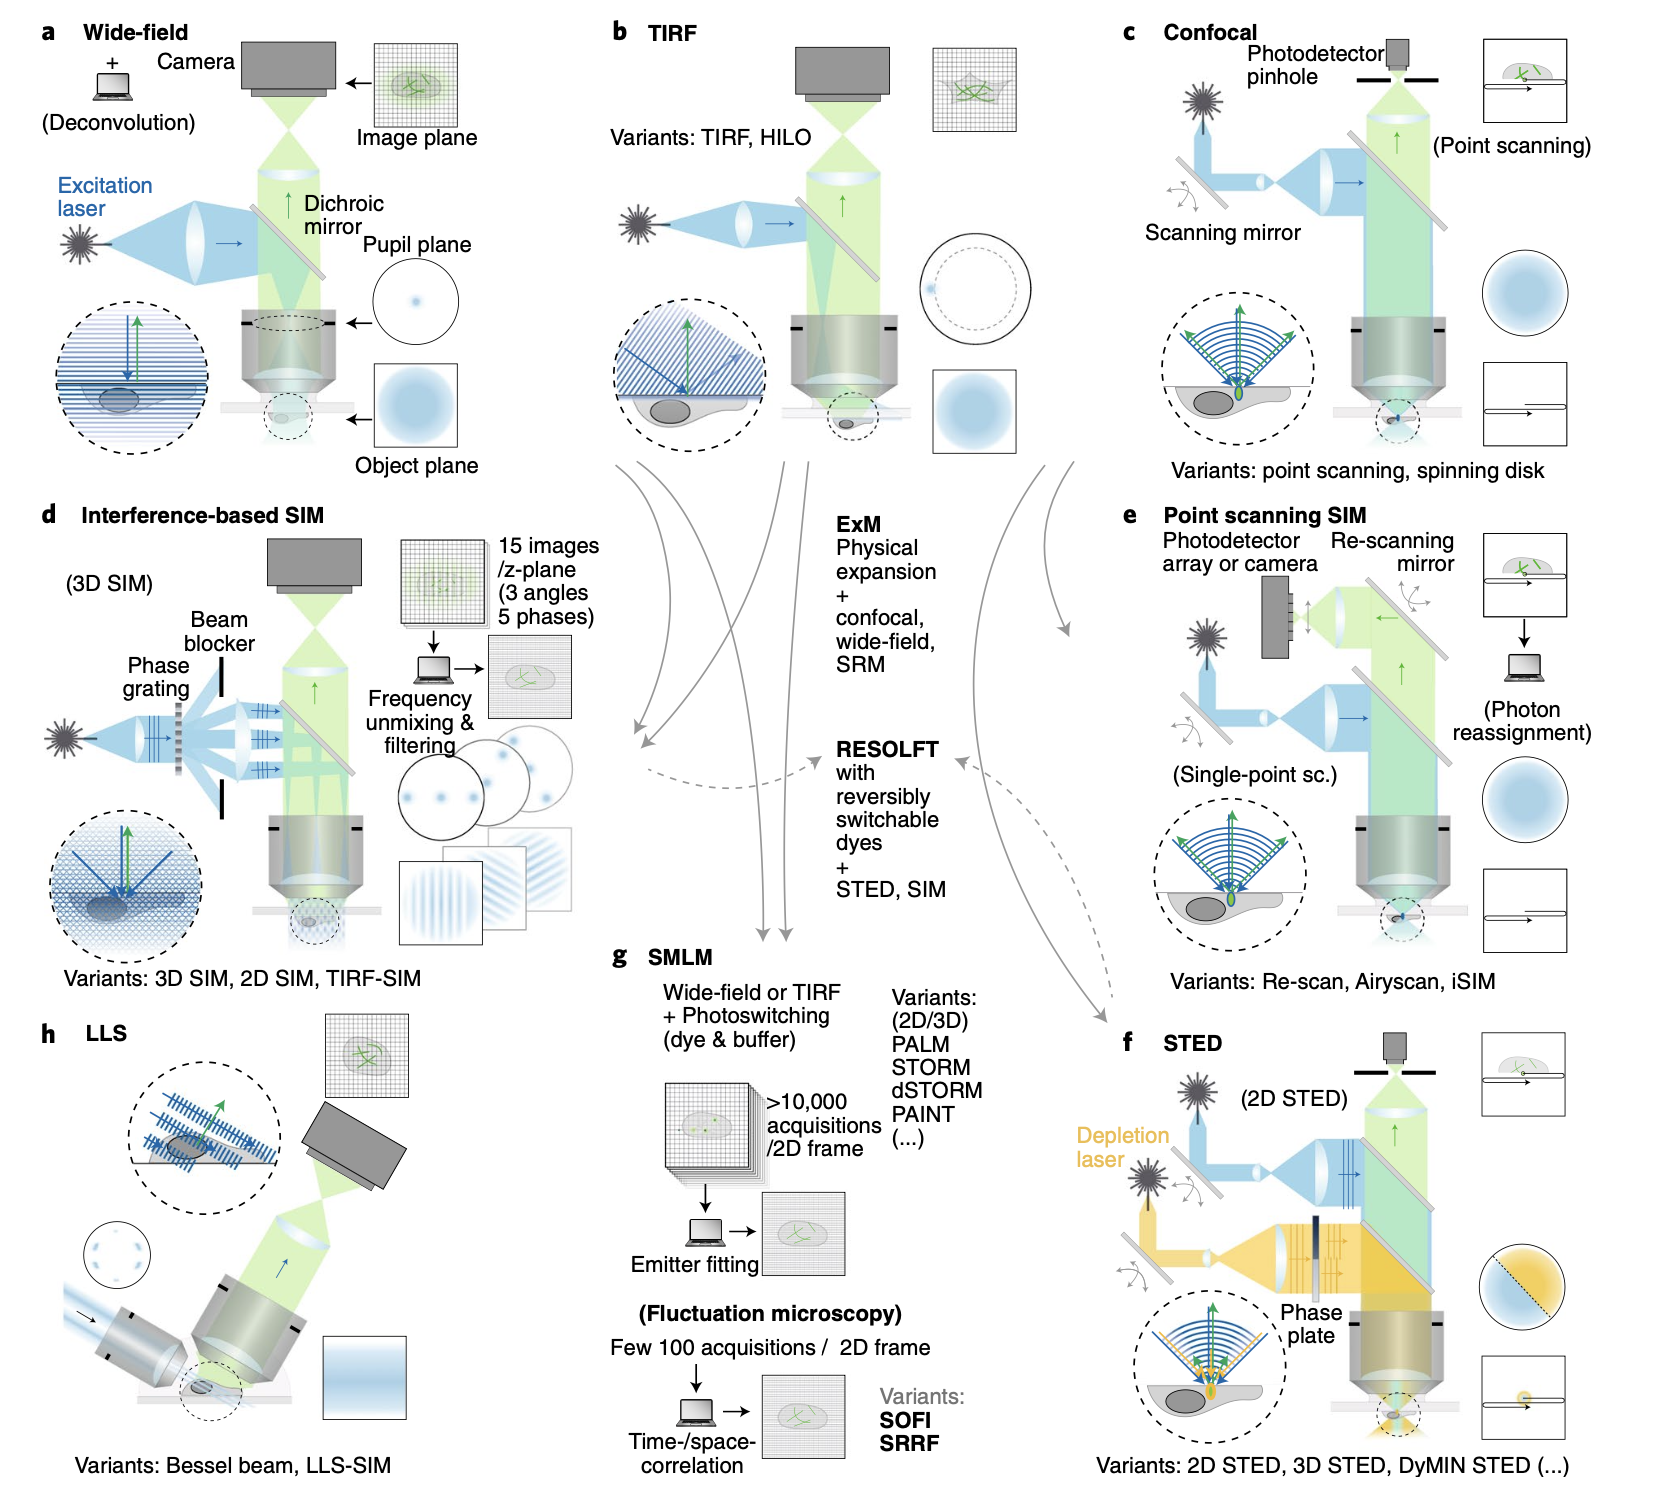 a Wide-field
+
Camera
(Deconvolution)
Image plane
Excitation
laser
Dichroic
mirror
Pupil plane
Object plane
b TIRF
Variants: TIRF, HILO
c Confocal
Photodetector
pinhole
(Point scanning)
Scanning mirror
Variants: point scanning, spinning disk
d Interference-based SIM
(3D SIM)
15 images
/z-plane
(3 angles
5 phases)
Beam
blocker
Phase
grating
Frequency
unmixing &
filtering
Variants: 3D SIM, 2D SIM, TIRF-SIM
ExM
Physical
expansion
+
confocal,
wide-field,
SRM
RESOLFT
with
reversibly
switchable
dyes
+
STED, SIM
e Point scanning SIM
Photodetector
array or camera
Re-scanning
mirror
(Photon
reassignment)
(Single-point sc.)
Variants: Re-scan, Airyscan, iSIM
f STED
(2D STED)
Depletion
laser
Phase
plate
Variants: 2D STED, 3D STED, DyMIN STED (...)
g SMLM
Wide-field or TIRF
+ Photoswitching
(dye & buffer)
Variants:
(2D/3D)
PALM
STORM
dSTORM
PAINT
(...)
>10,000
acquisitions
/2D frame
Emitter fitting
(Fluctuation microscopy)
Few 100 acquisitions / 2D frame
Time-/space-
correlation
Variants:
SOFI
SRRF
h LLS
Variants: Bessel beam, LLS-SIM